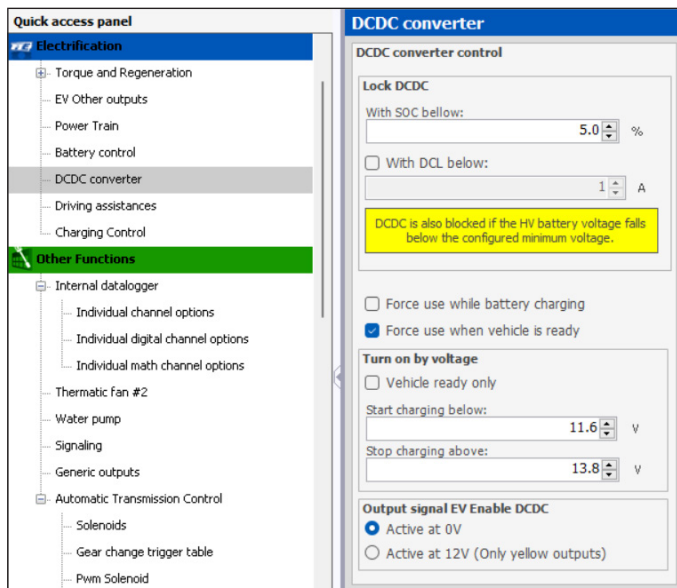 Quick access panel
Electrification
Torque and Regeneration
EV Other outputs
Power Train
Battery control
DCDC converter
Driving assistances
Charging Control
Other Functions
Internal datalogger
Individual channel options
Individual digital channel options
Individual math channel options
Thermatic fan #2
Water pump
Signaling
Generic outputs
Automatic Transmission Control
Solenoids
Gear change trigger table
Pwm Solenoid
DCDC converter
DCDC converter control
Lock DCDC
With SOC bellow:
5.0 %
With DCL below:
1 A
DCDC is also blocked if the HV battery voltage falls
below the configured minimum voltage.
Force use while battery charging
Force use when vehicle is ready
Turn on by voltage
Vehicle ready only
Start charging below:
11.6 V
Stop charging above:
13.8 V
Output signal EV Enable DCDC
Active at 0V
Active at 12V (Only yellow outputs)